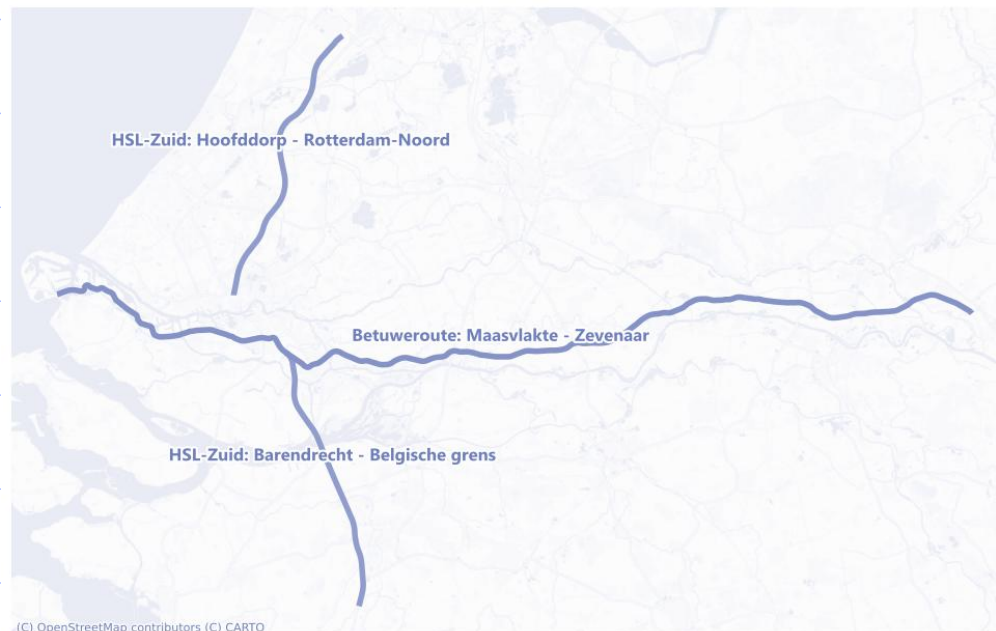 HSL-Zuid: Hoofddorp - Rotterdam-Noord
Betuweroute: Maasvlakte - Zevenaar
HSL-Zuid: Barendrecht - Belgische grens
(C) OpenStreetMap contributors (C) CARTO